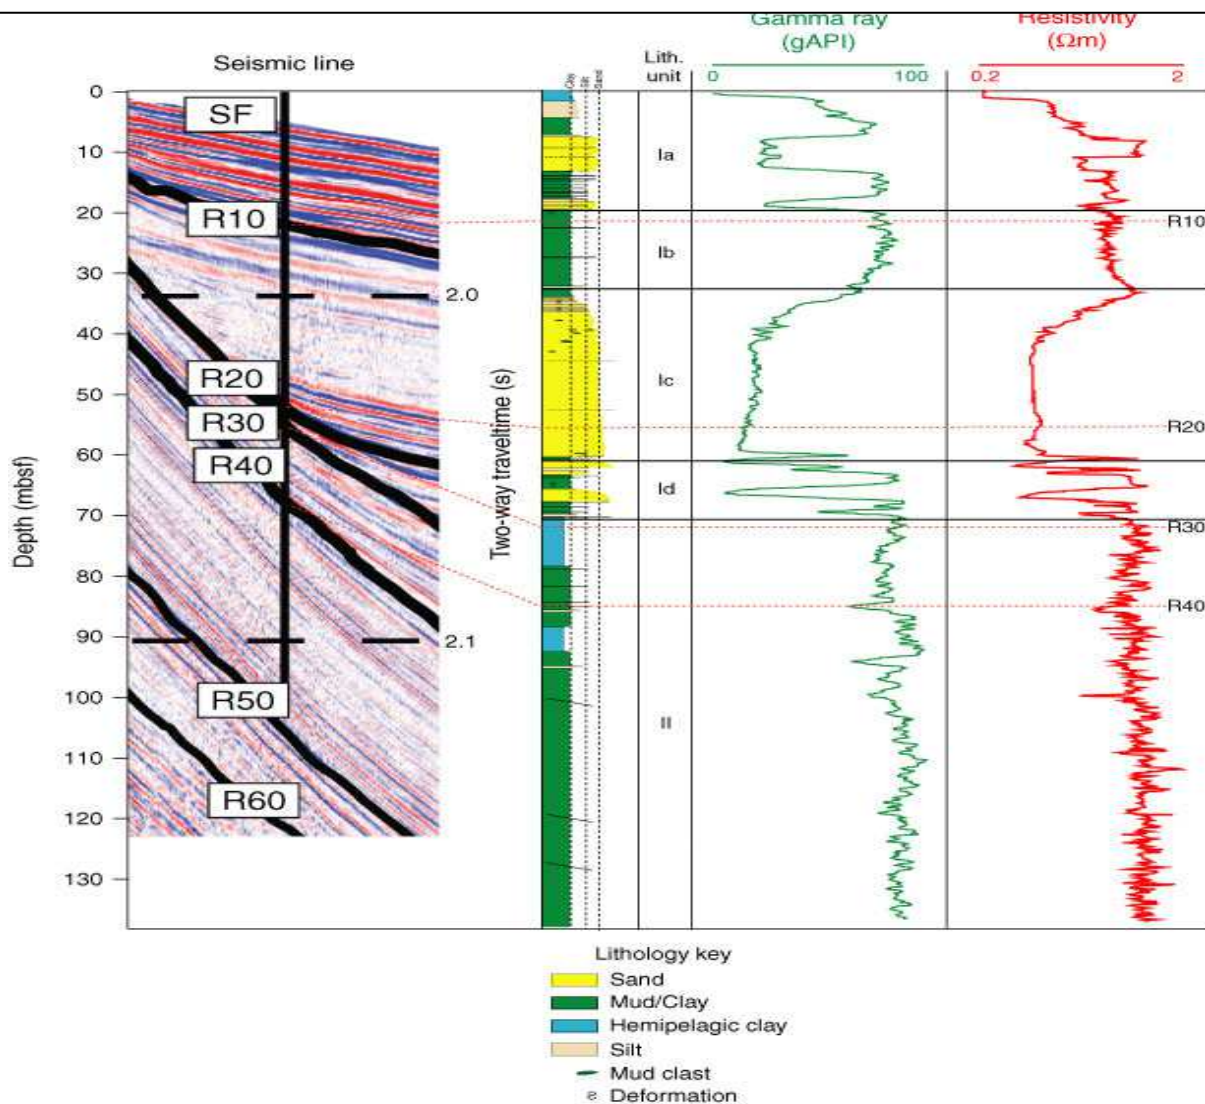 Gamma ray
(gAPI)
Resistivity
(Ωm)
Seismic line
Lith.
unit
Clay
Silt
Sand
0
100
0.2
2
Depth (mbsf)
0
10
20
30
40
50
60
70
80
90
100
110
120
130
SF
R10
R20
R30
R40
R50
R60
2.0
2.1
Two-way traveltime (s)
Ia
Ib
Ic
Id
II
R10
R20
R30
R40
Lithology key
Sand
Mud/Clay
Hemipelagic clay
Silt
Mud clast
Deformation